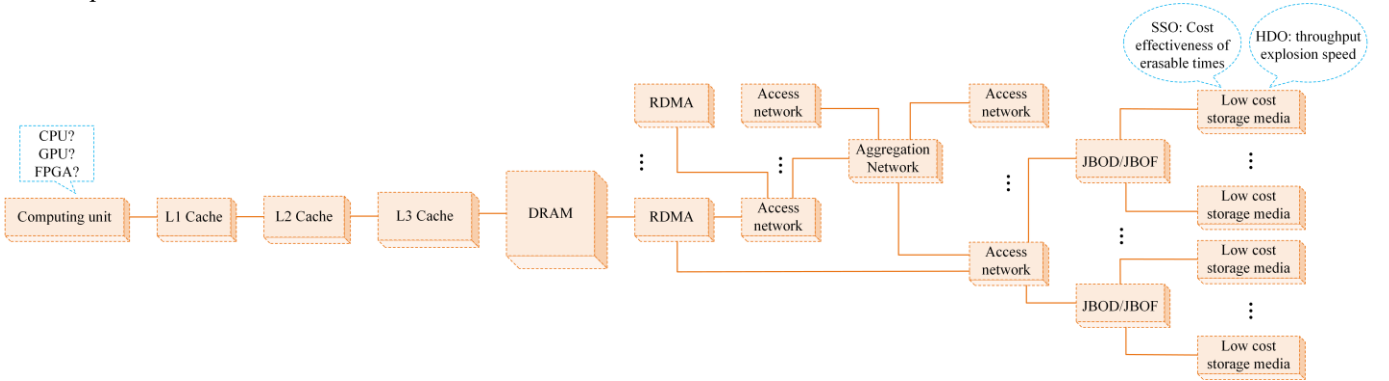 SSO: Cost
effectiveness of
erasable times
HDO: throughput
explosion speed
CPU?
GPU?
FPGA?
Computing unit
L1 Cache
L2 Cache
L3 Cache
DRAM
RDMA
RDMA
Access
network
Access
network
Aggregation
Network
Access
network
Access
network
JBOD/JBOF
JBOD/JBOF
Low cost
storage media
Low cost
storage media
Low cost
storage media
Low cost
storage media